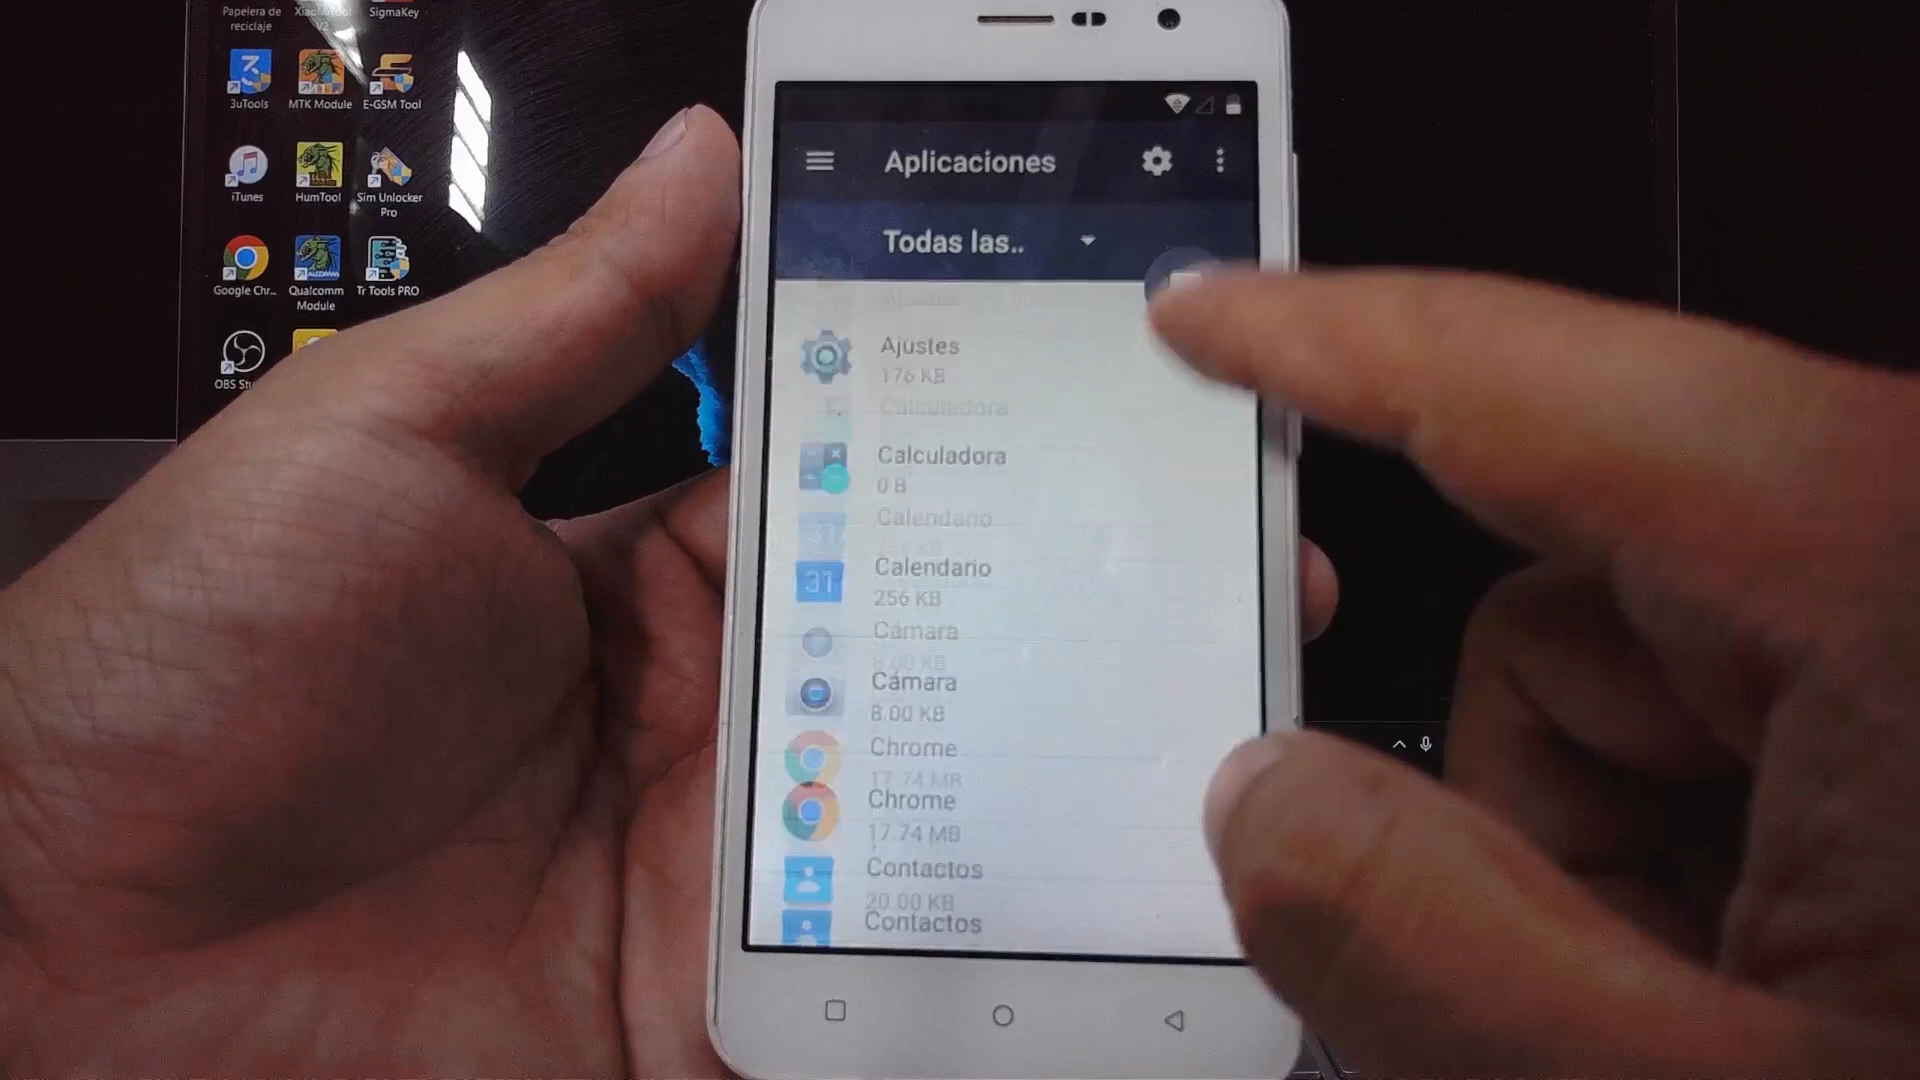 Papelera de
reciclaje
XiaoMiTool
V2
SigmaKey
3uTools
MTK Module
E-GSM Tool
iTunes
HumTool
Sim Unlocker
Pro
Google Chr...
Qualcomm
Module
Tr Tools PRO
OBS Stu
Aplicaciones
Todas las..
Ajustes
Ajustes
176 KB
Calculadora
Calculadora
0 B
Calendario
Calendario
256 KB
Cámara
8.00 KB
Cámara
8.00 KB
Chrome
17.74 MB
Chrome
17.74 MB
Contactos
20.00 KB
Contactos
31